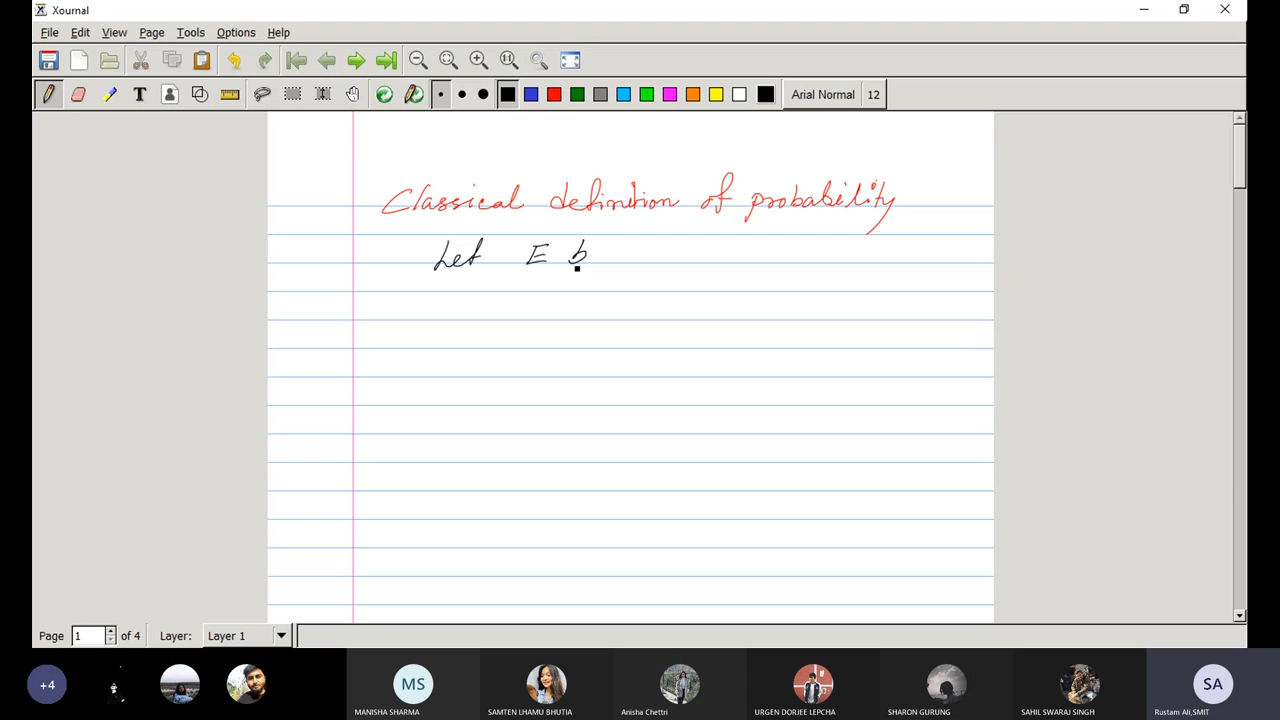 Xournal
File Edit View Page Tools Options Help
T Arial Normal 12
Classical definition of probability
Let E b
Page 1 of 4 Layer: Layer 1
+4 MS SA
MANISHA SHARMA SAMTEN LHAMU BHUTIA Anisha Chettri URGEN DORJEE LEPCHA SHARON GURUNG SAHIL SWARAJ SINGH Rustam Ali,SMIT